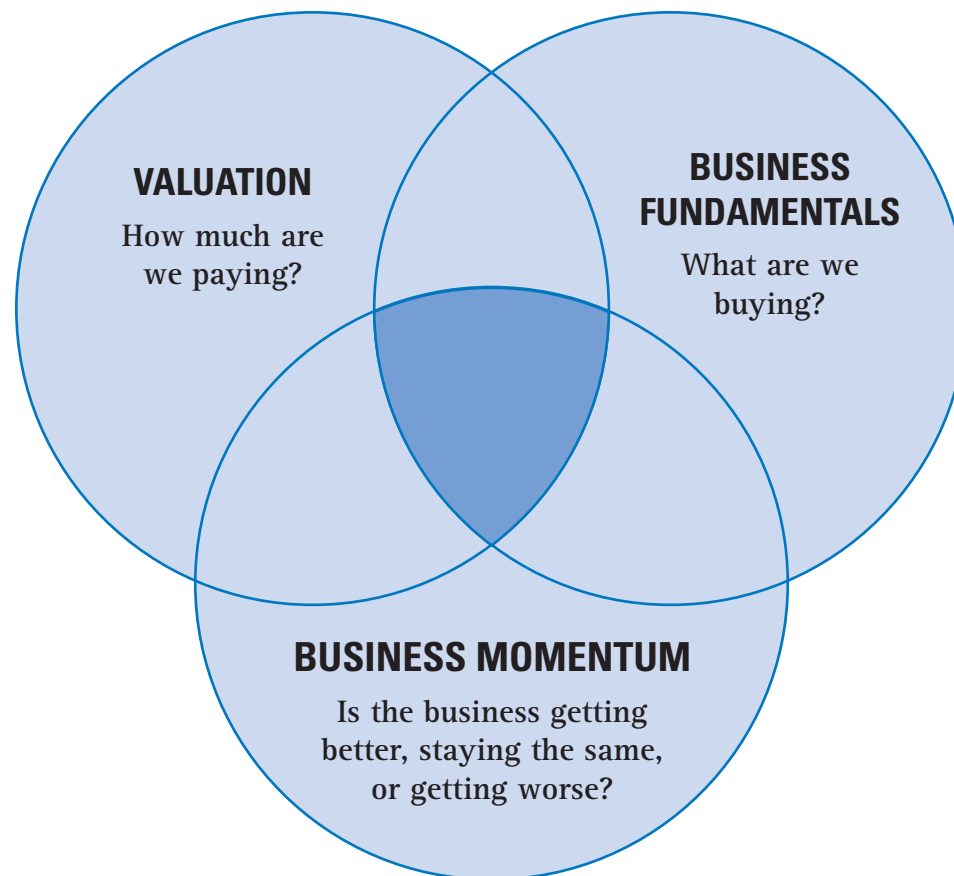 VALUATION
How much are
we paying?
BUSINESS
FUNDAMENTALS
What are we
buying?
BUSINESS MOMENTUM
Is the business getting
better, staying the same,
or getting worse?